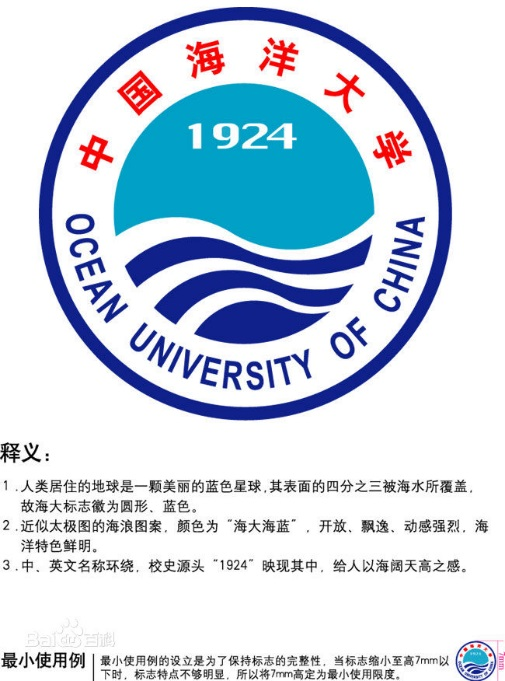 中国海洋大学
1924
OCEAN UNIVERSITY OF CHINA
释义：
1.人类居住的地球是一颗美丽的蓝色星球,其表面的四分之三被海水所覆盖，
故海大标志徽为圆形、蓝色。
2.近似太极图的海浪图案，颜色为“海大海蓝”，开放、飘逸、动感强烈，海
洋特色鲜明。
3.中、英文名称环绕，校史源头“1924”映现其中，给人以海阔天高之感。
Baidu百科
最小使用例
最小使用例的设立是为了保持标志的完整性，当标志缩小至高7mm以
下时，标志特点不够明显，所以将7mm高定为最小使用限度。
7mm